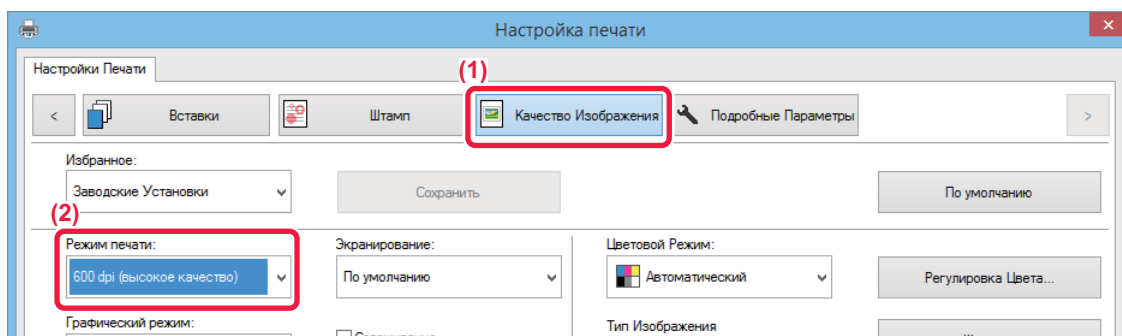 Настройка печати
Настройки Печати
(1)
<
Вставки
Штамп
Качество Изображения
Подробные Параметры
>
Избранное:
Заводские Установки
Сохранить
По умолчанию
(2)
Режим печати:
Экранирование:
Цветовой Режим:
600 dpi (высокое качество)
По умолчанию
Автоматический
Регулировка Цвета...
Графический режим:
Тип Изображения